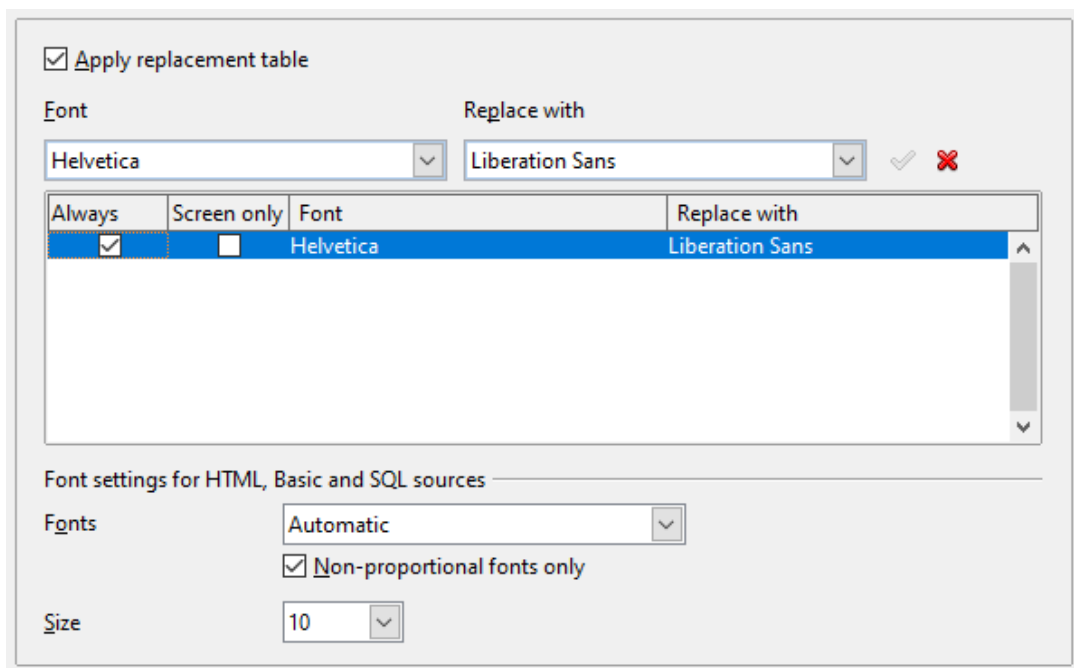 Apply replacement table
Font Replace with
Helvetica Liberation Sans
Always Screen only Font Replace with
Helvetica Liberation Sans
Font settings for HTML, Basic and SQL sources
Fonts Automatic
Non-proportional fonts only
Size 10